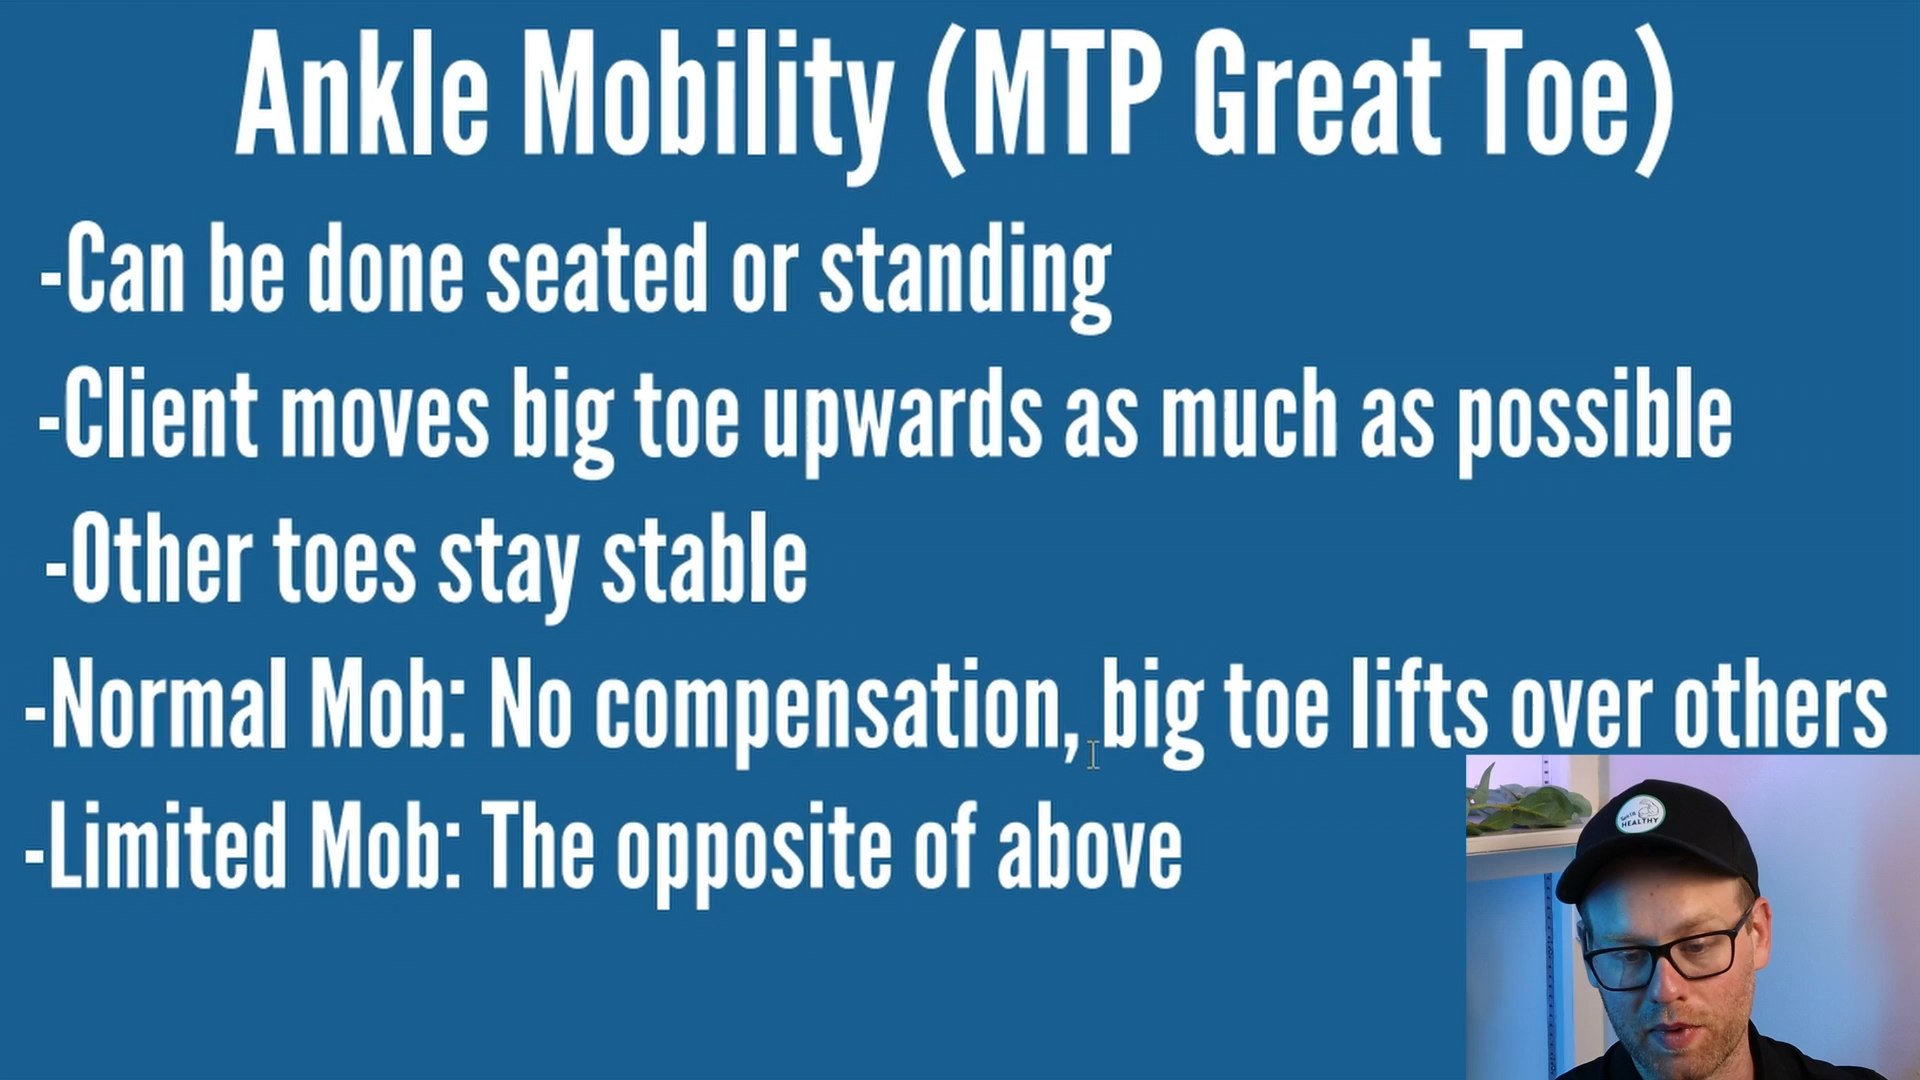 Ankle Mobility (MTP Great Toe)
-Can be done seated or standing
-Client moves big toe upwards as much as possible
-Other toes stay stable
-Normal Mob: No compensation, big toe lifts over others
-Limited Mob: The opposite of above
HEALTHY